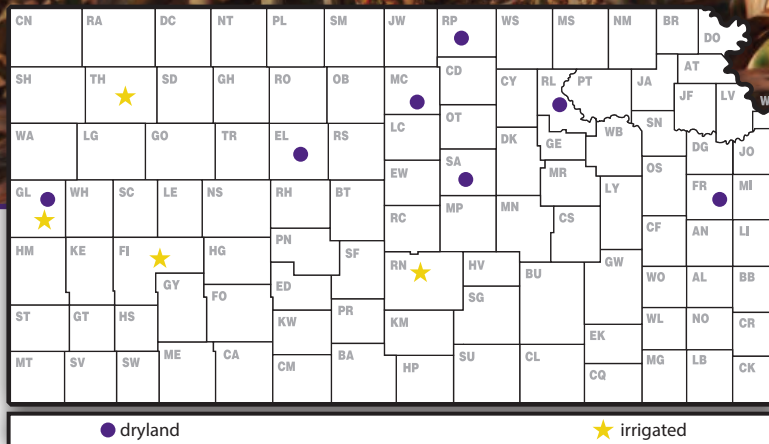 CN RA DC NT PL SM JW RP WS MS NM BR DO
SH TH SD GH RO OB MC CD CY RL PT JA AT
JF LV W
WA LG GO TR EL RS LC OT DK GE WB SN DG JO
GL WH SC LE NS RH BT EW SA MR LY OS FR MI
RC MP MN CS CF AN LI
HM KE FI HG PN SF RN HV BU GW WO AL BB
GY FO ED SG
ST GT HS KW PR KM EK WL NO CR
MT SV SW ME CA CM BA HP SU CL CQ MG LB CK
dryland irrigated